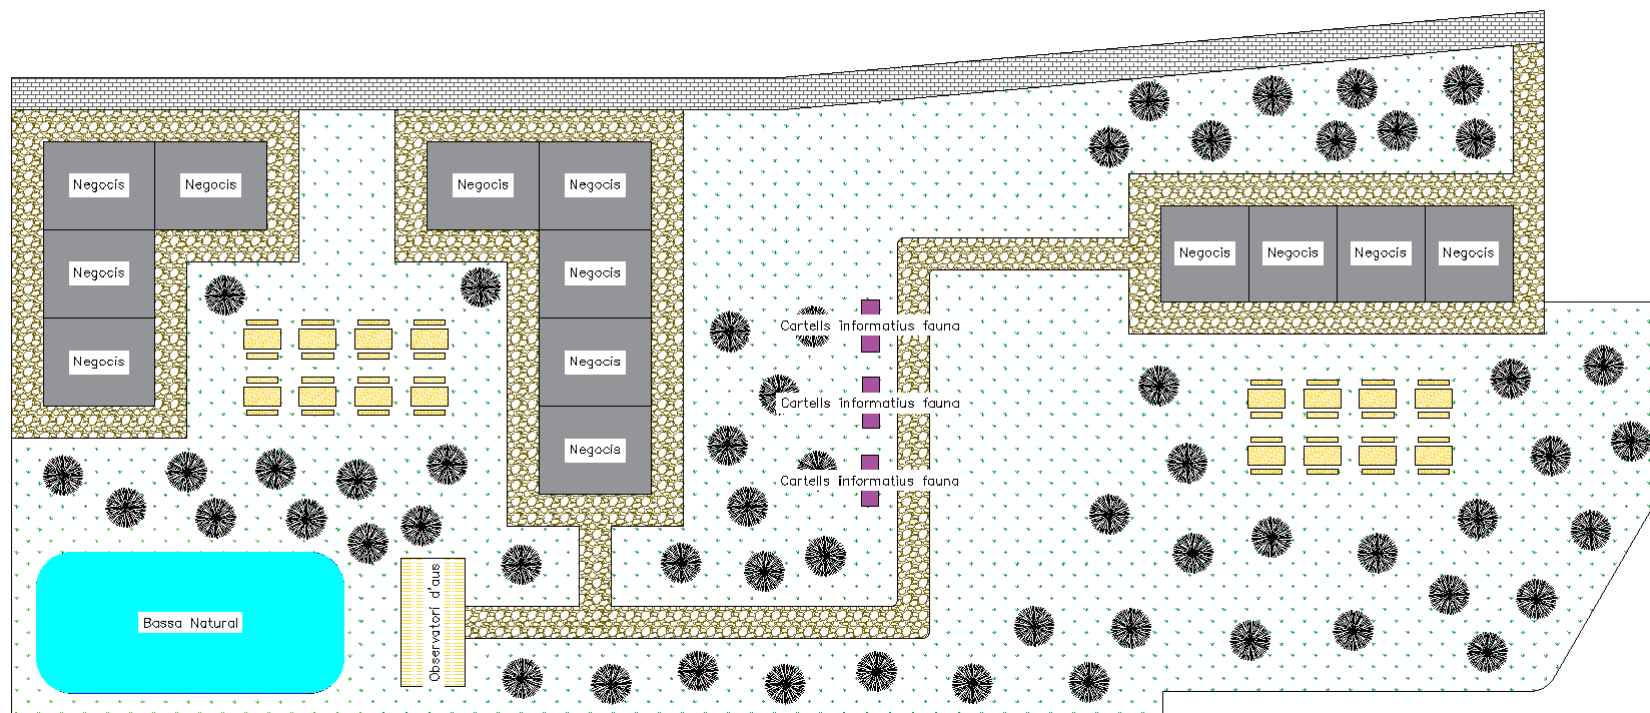 Negocis
Negocis
Negocis
Negocis
Negocis
Negocis
Negocis
Negocis
Negocis
Negocis
Negocis
Negocis
Negocis
Negocis
Cartells informatius fauna
Cartells informatius fauna
Cartells informatius fauna
Bassa Natural
Observatori d'aus